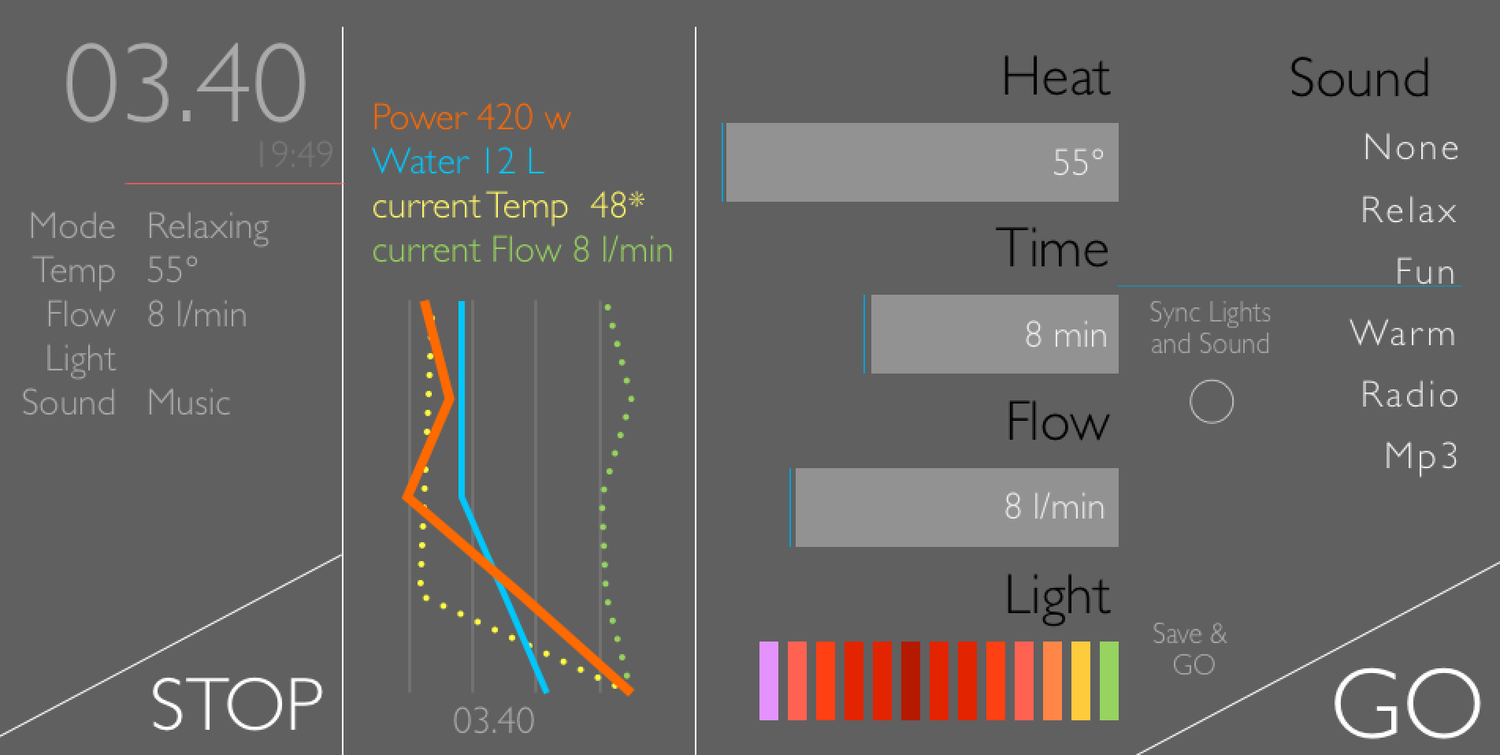 03.40
19:49
Mode Relaxing
Temp 55°
Flow 8 l/min
Light
Sound Music
STOP
Power 420 w
Water 12 L
current Temp 48*
current Flow 8 l/min
03.40
Heat
55°
Time
8 min
Flow
8 l/min
Light
Sound
None
Relax
Fun
Warm
Radio
Mp3
Sync Lights
and Sound
Save &
GO
GO